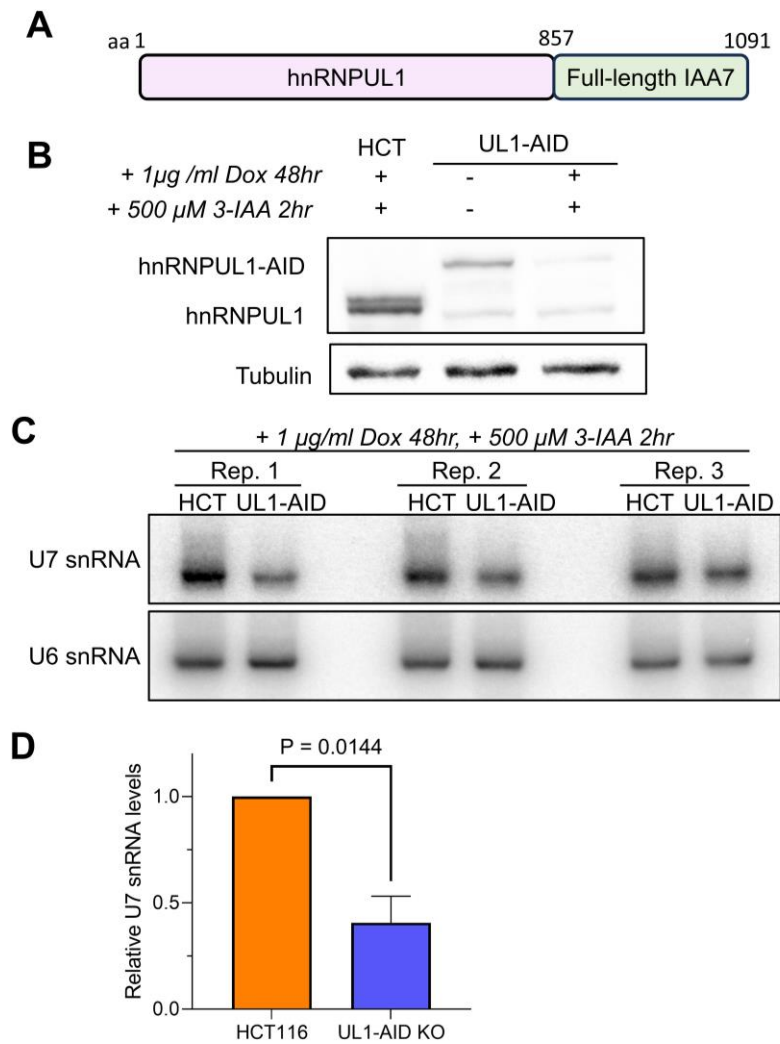 A
aa 1 857 1091
hnRNPUL1 Full-length IAA7
B
HCT UL1-AID
+ 1µg /ml Dox 48hr + - +
+ 500 µM 3-IAA 2hr + - +
hnRNPUL1-AID
hnRNPUL1
Tubulin
C
+ 1 µg/ml Dox 48hr, + 500 µM 3-IAA 2hr
Rep. 1 Rep. 2 Rep. 3
HCT UL1-AID HCT UL1-AID HCT UL1-AID
U7 snRNA
U6 snRNA
D
P = 0.0144
Relative U7 snRNA levels
1.0
0.5
0.0
HCT116 UL1-AID KO